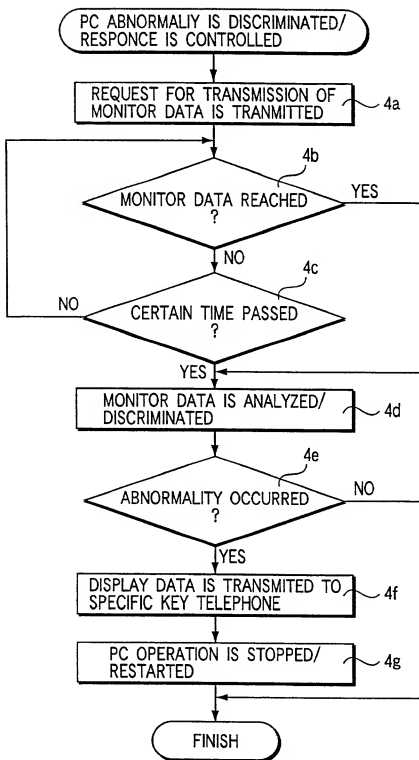 PC ABNORMALIY IS DISCRIMINATED/
RESPONCE IS CONTROLLED
REQUEST FOR TRANSMISSION OF
MONITOR DATA IS TRANMITTED
4a
4b
MONITOR DATA REACHED
?
YES
NO
4c
NO
CERTAIN TIME PASSED
?
YES
MONITOR DATA IS ANALYZED/
DISCRIMINATED
4d
4e
ABNORMALITY OCCURRED
?
NO
YES
DISPLAY DATA IS TRANSMITED TO
SPECIFIC KEY TELEPHONE
4f
PC OPERATION IS STOPPED/
RESTARTED
4g
FINISH